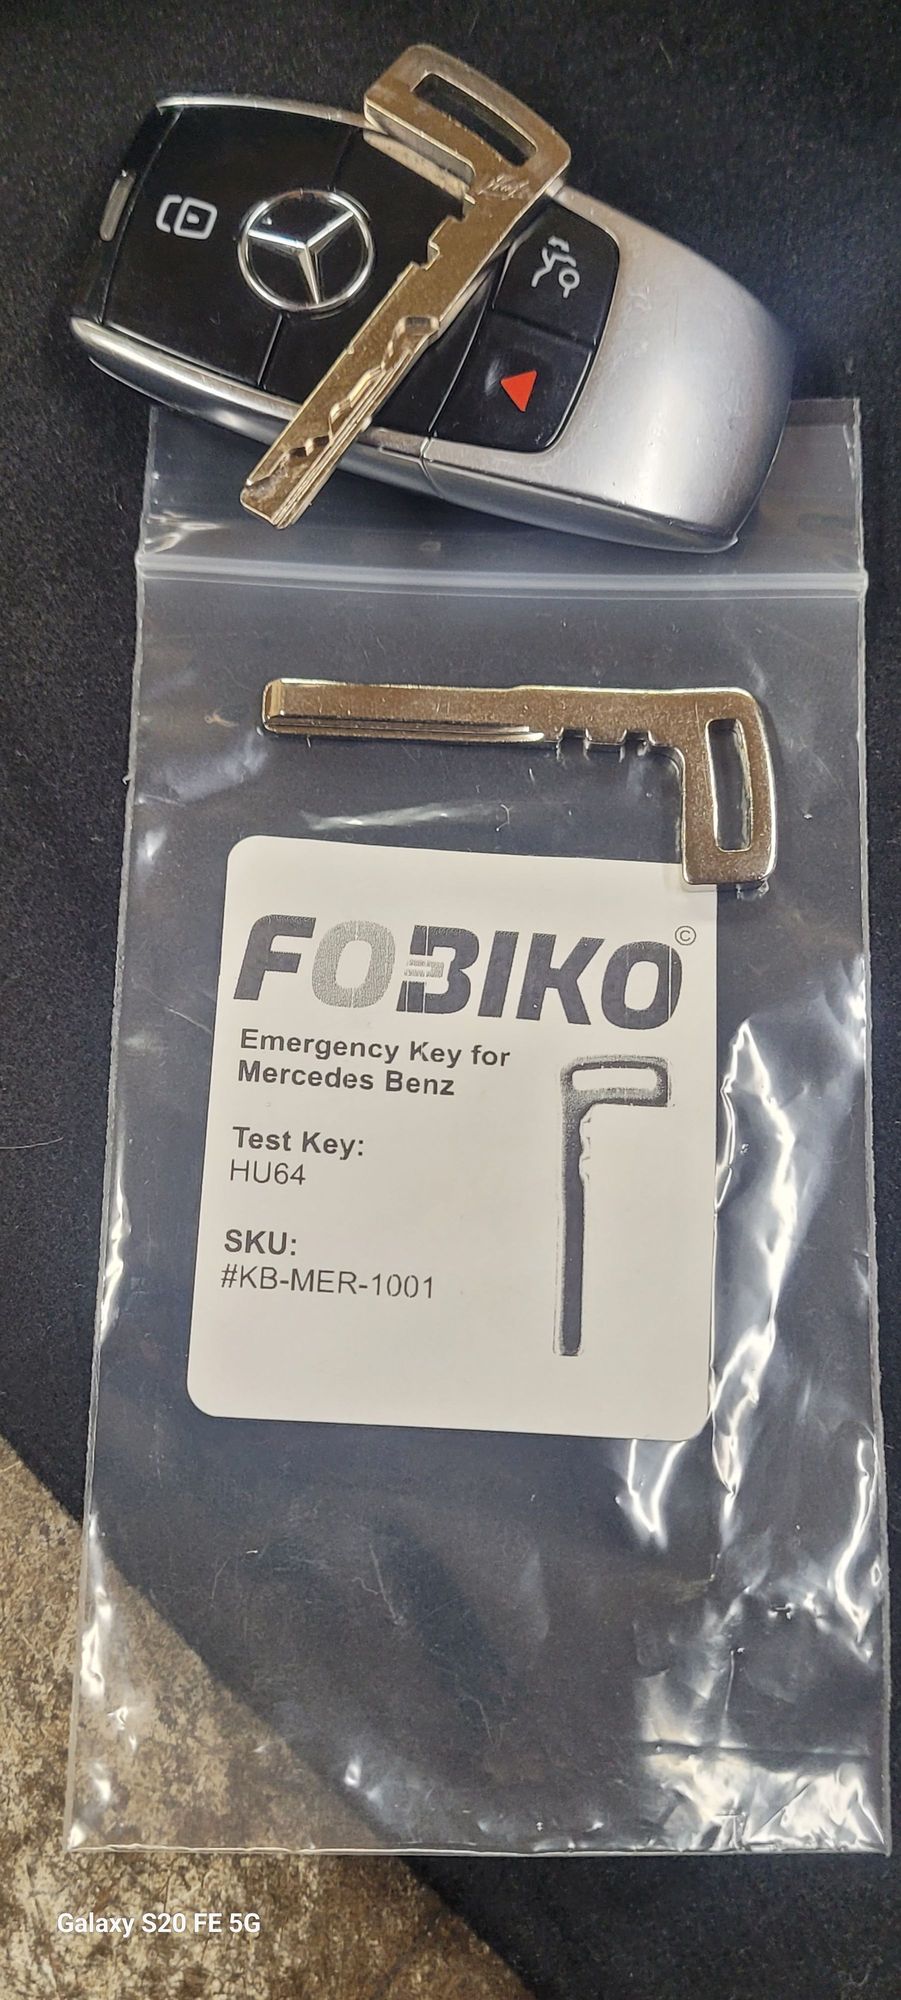 FOBIKO©
Emergency Key for
Mercedes Benz
Test Key:
HU64
SKU:
#KB-MER-1001
Galaxy S20 FE 5G